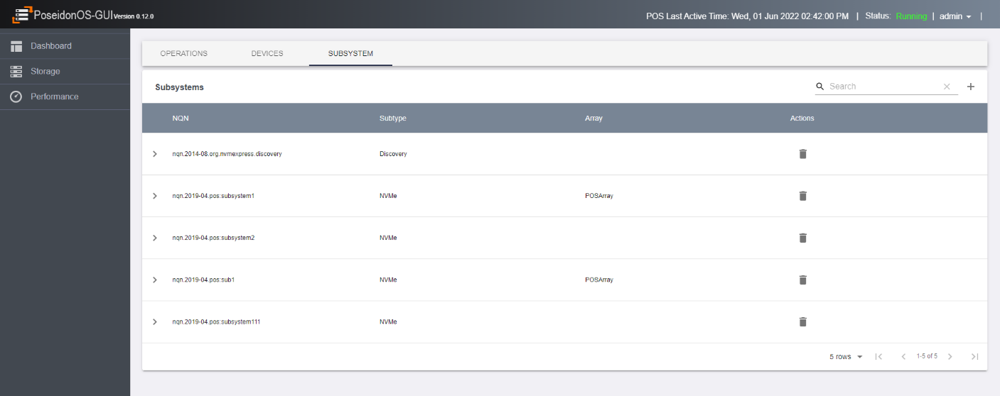 PoseidonOS-GUI Version 0.12.0
POS Last Active Time: Wed, 01 Jun 2022 02:42:00 PM | Status: Running | admin |
Dashboard
Storage
Performance
OPERATIONS DEVICES SUBSYSTEM
Subsystems
Search
NQN Subtype Array Actions
nqn.2014-08.org.nvmexpress.discovery Discovery
nqn.2019-04.pos:subsystem1 NVMe POSArray
nqn.2019-04.pos:subsystem2 NVMe
nqn.2019-04.pos:sub1 NVMe POSArray
nqn.2019-04.pos:subsystem111 NVMe
5 rows 1-5 of 5